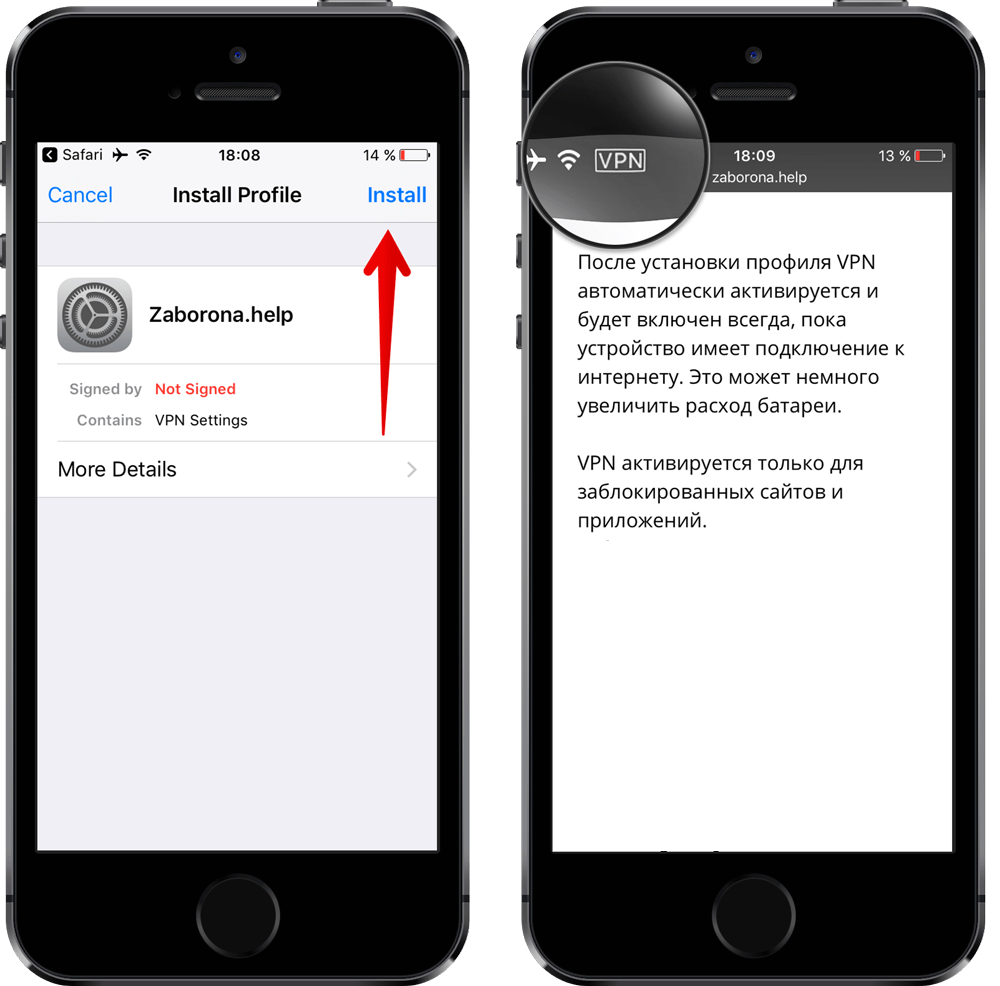 Safari 18:08 14 %
Cancel Install Profile Install
Zaborona.help
Signed by Not Signed
Contains VPN Settings
More Details
VPN 18:09 13 %
zaborona.help
После установки профиля VPN
автоматически активируется и
будет включен всегда, пока
устройство имеет подключение к
интернету. Это может немного
увеличить расход батареи.
VPN активируется только для
заблокированных сайтов и
приложений.